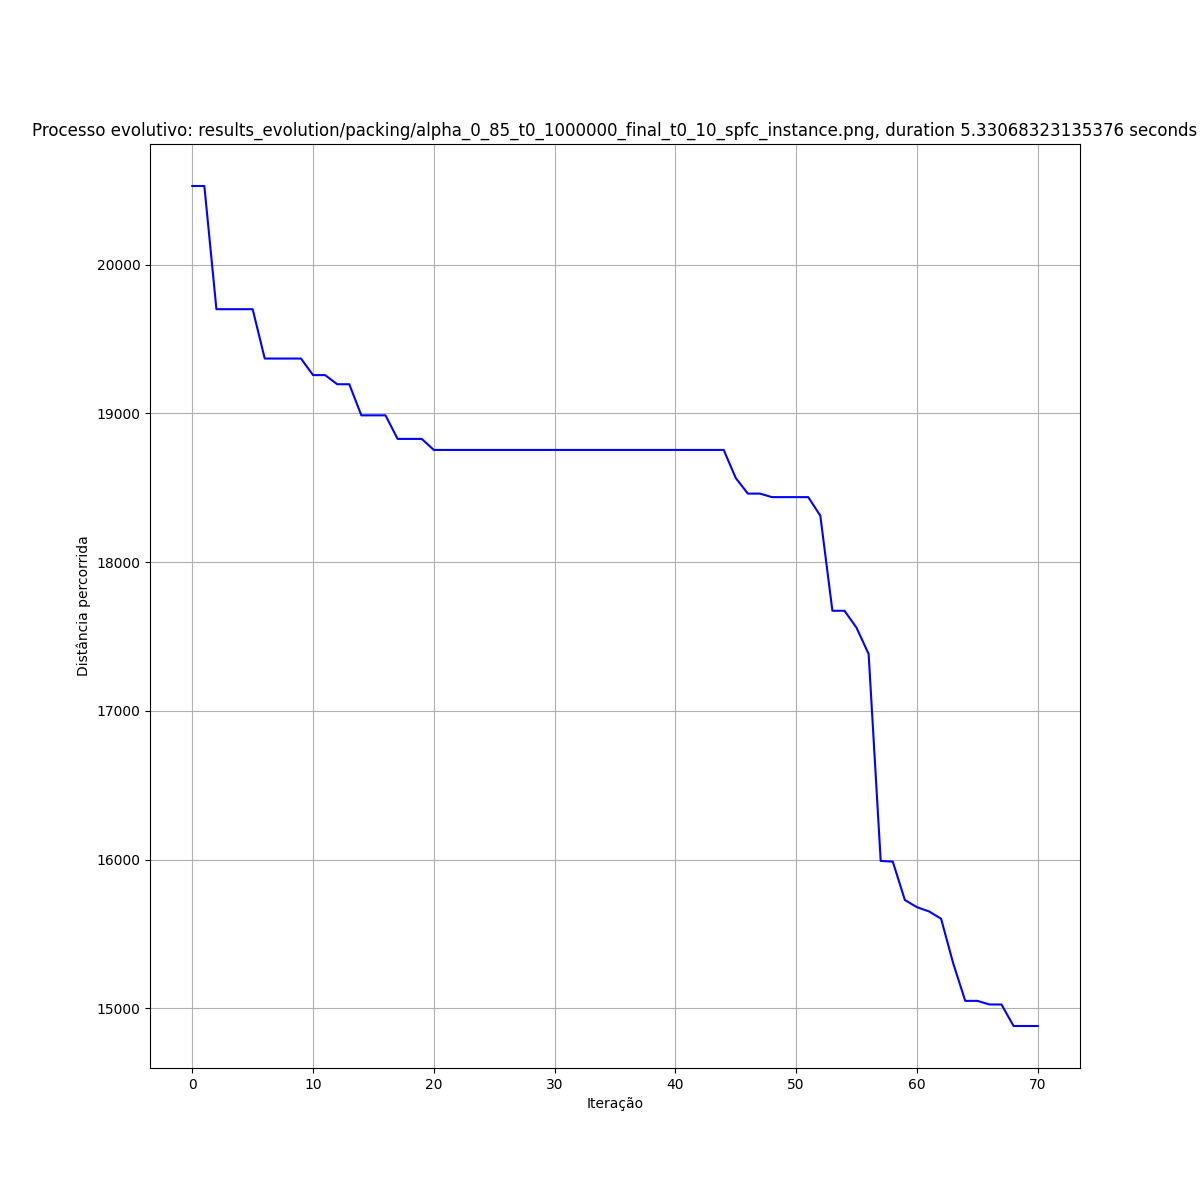 Processo evolutivo: results_evolution/packing/alpha_0_85_t0_1000000_final_t0_10_spfc_instance.png, duration 5.33068323135376 seconds
20000
19000
18000
17000
16000
15000
Distância percorrida
0 10 20 30 40 50 60 70
Iteração